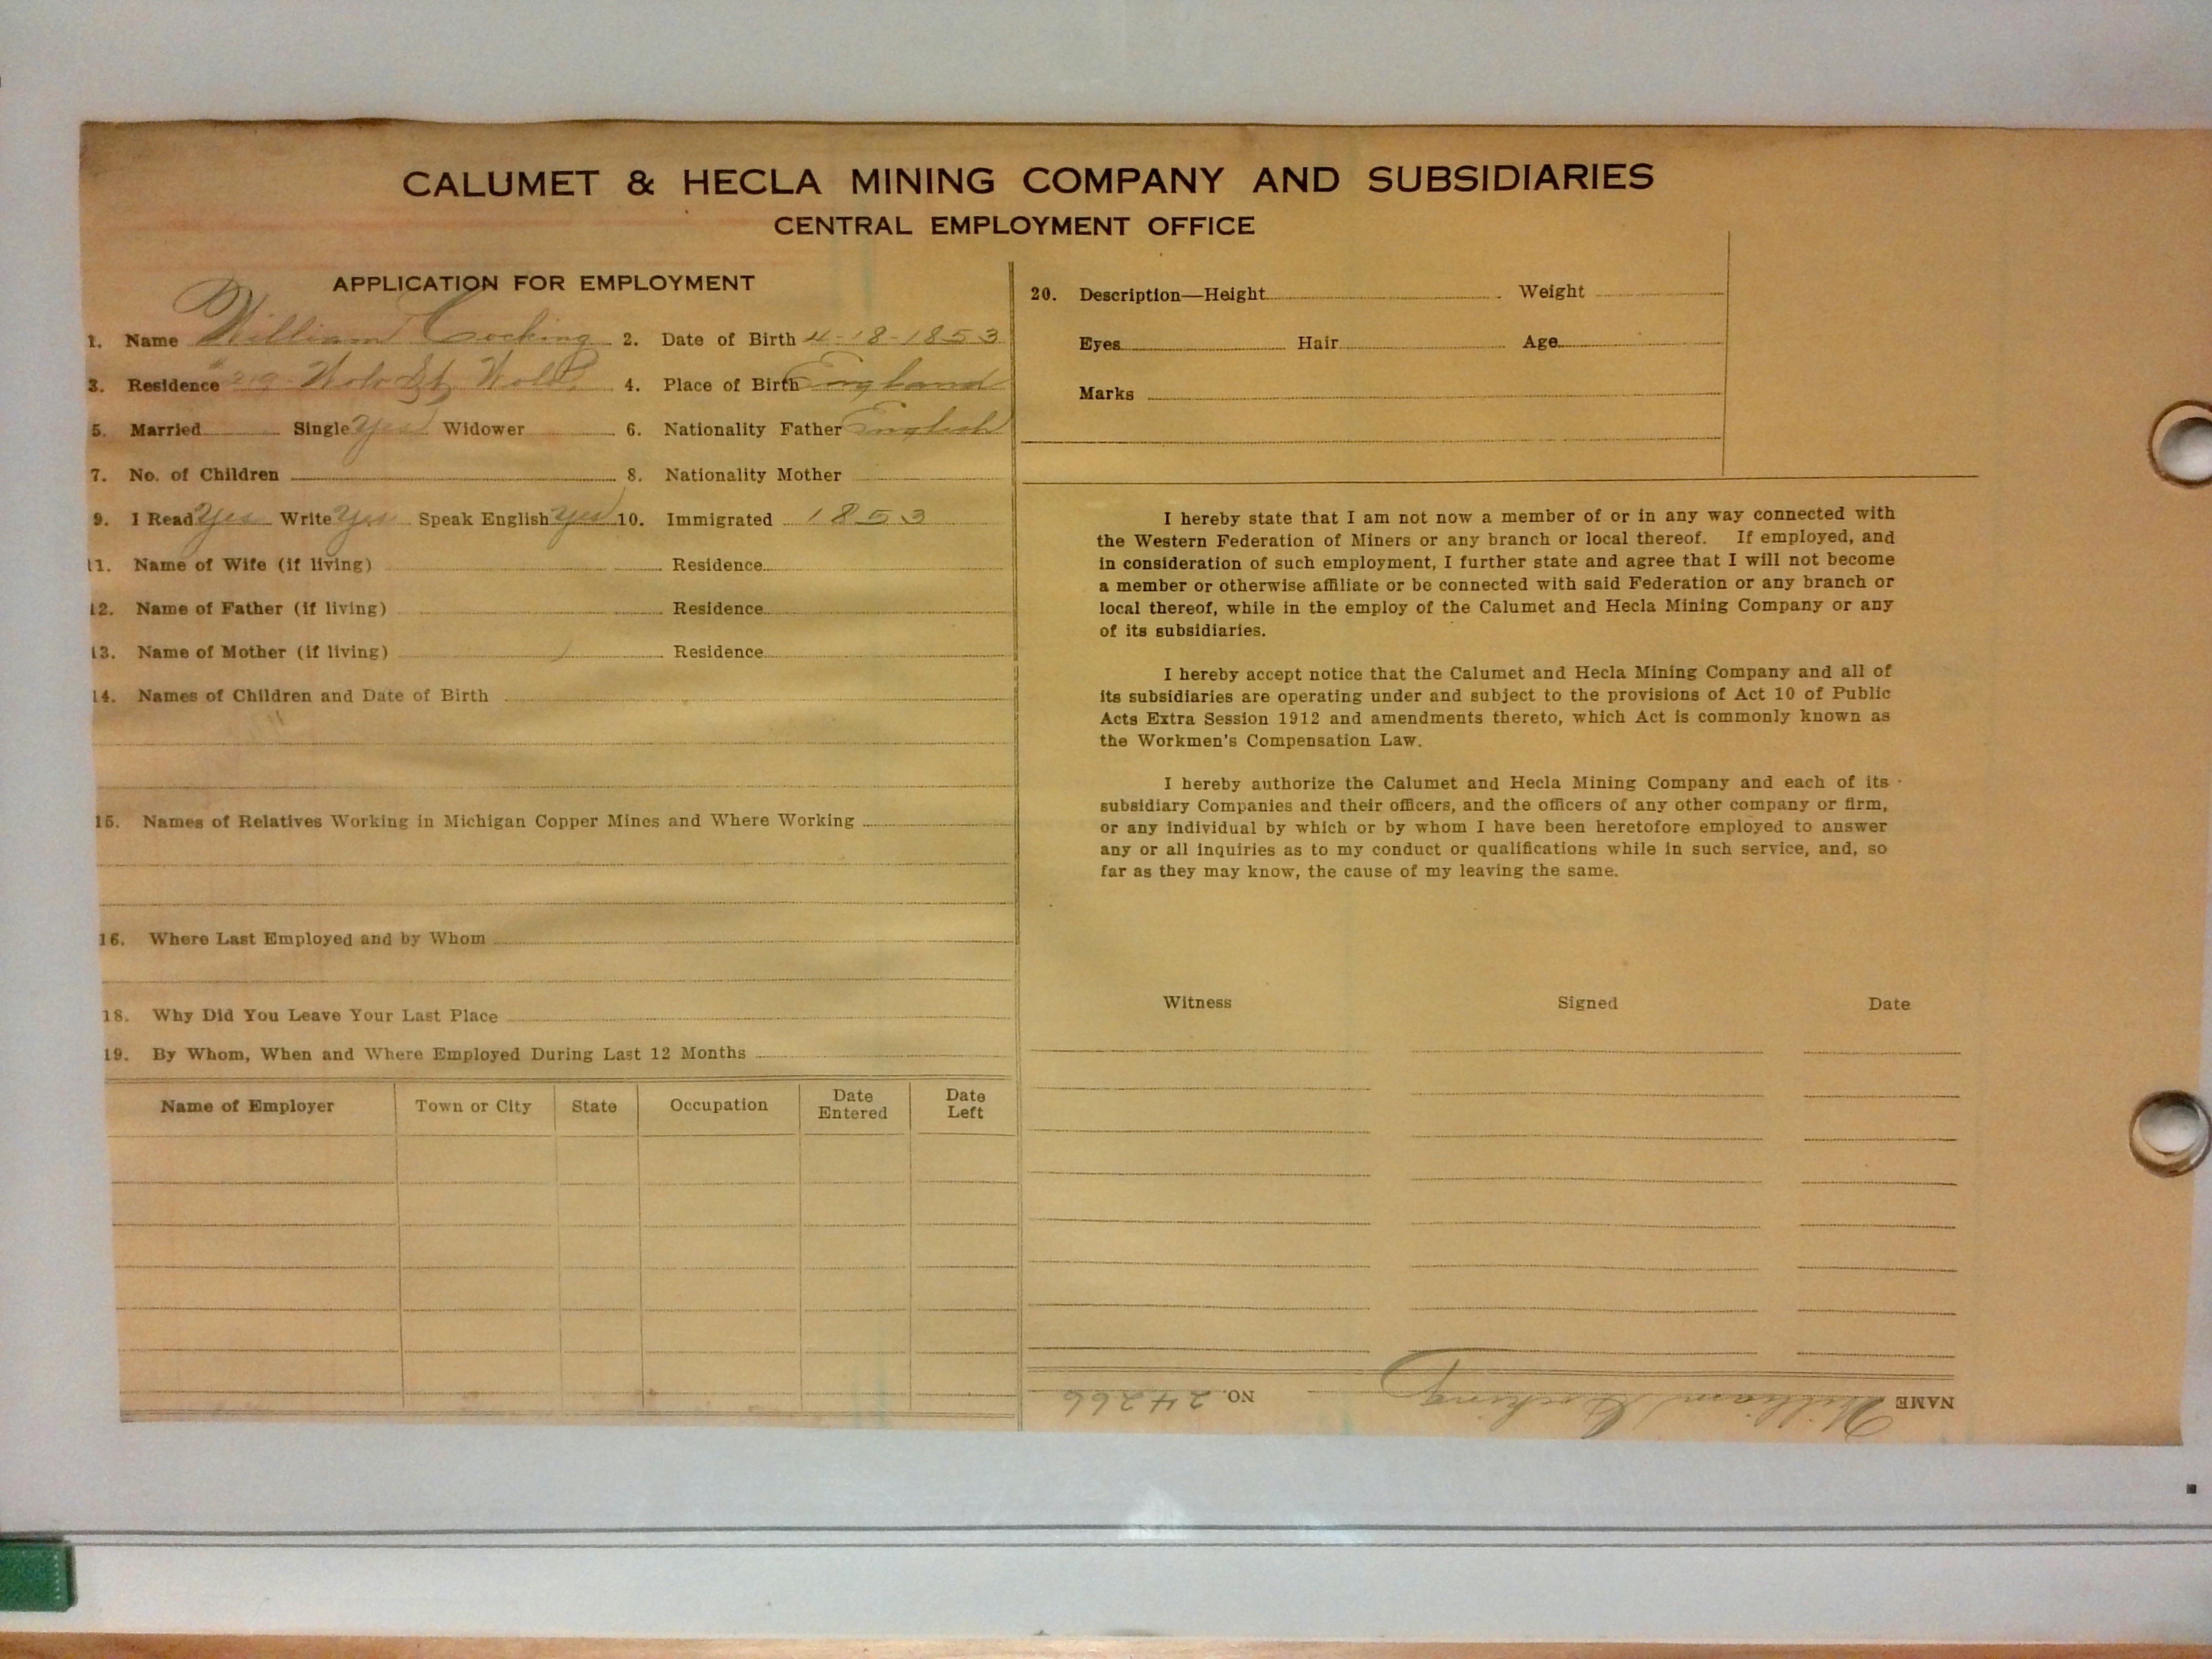 CALUMET & HECLA MINING COMPANY AND SUBSIDIARIES
CENTRAL EMPLOYMENT OFFICE
APPLICATION FOR EMPLOYMENT
1. Name William Cocking 2. Date of Birth 4-18-1853
3. Residence 4. Place of Birth England
5. Married Single Yes Widower 6. Nationality Father English
7. No. of Children 8. Nationality Mother
9. I Read Yes Write Yes Speak English Yes 10. Immigrated 1853
11. Name of Wife (if living) Residence
12. Name of Father (if living) Residence
13. Name of Mother (if living) Residence
14. Names of Children and Date of Birth
15. Names of Relatives Working in Michigan Copper Mines and Where Working
16. Where Last Employed and by Whom
18. Why Did You Leave Your Last Place
19. By Whom, When and Where Employed During Last 12 Months
Name of Employer Town or City State Occupation Date Entered Date Left
20. Description—Height Weight
Eyes Hair Age
Marks
I hereby state that I am not now a member of or in any way connected with
the Western Federation of Miners or any branch or local thereof. If employed, and
in consideration of such employment, I further state and agree that I will not become
a member or otherwise affiliate or be connected with said Federation or any branch or
local thereof, while in the employ of the Calumet and Hecla Mining Company or any
of its subsidiaries.
I hereby accept notice that the Calumet and Hecla Mining Company and all of
its subsidiaries are operating under and subject to the provisions of Act 10 of Public
Acts Extra Session 1912 and amendments thereto, which Act is commonly known as
the Workmen's Compensation Law.
I hereby authorize the Calumet and Hecla Mining Company and each of its
subsidiary Companies and their officers, and the officers of any other company or firm,
or any individual by which or by whom I have been heretofore employed to answer
any or all inquiries as to my conduct or qualifications while in such service, and, so
far as they may know, the cause of my leaving the same.
Witness Signed Date
NAME William Cocking NO. 24266